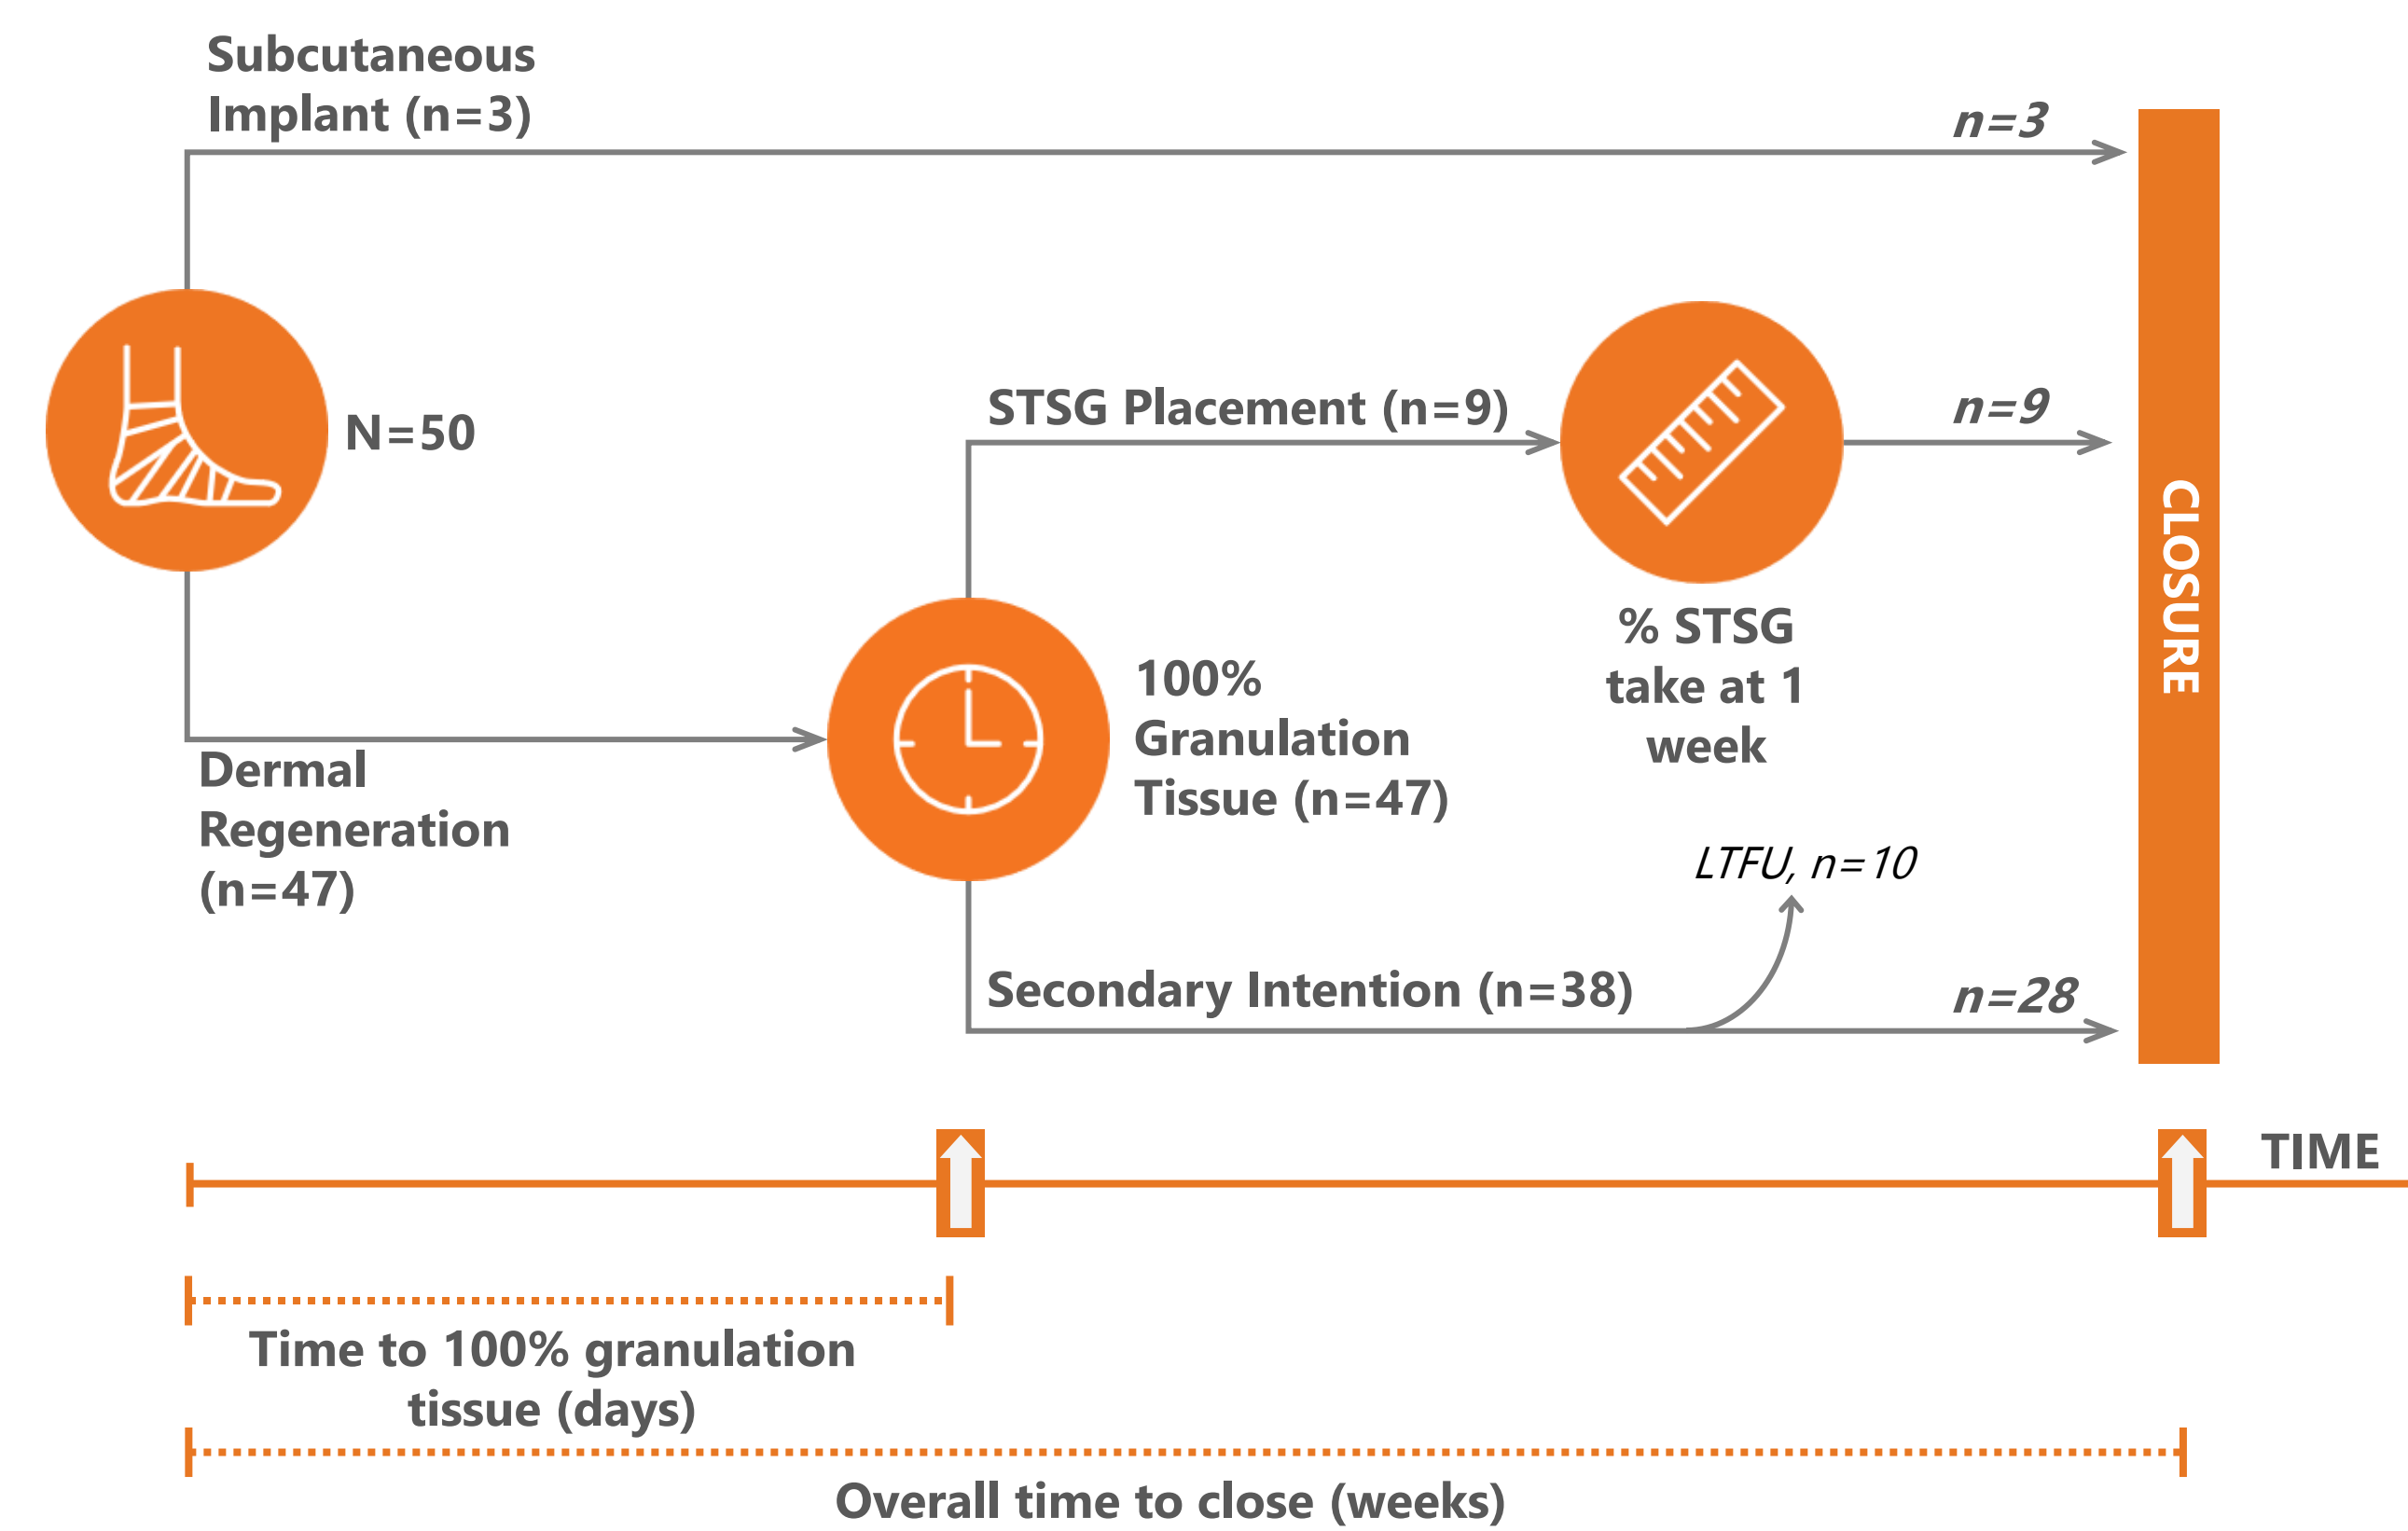 Subcutaneous
Implant (n=3)
n=3
N=50
STSG Placement (n=9)
n=9
CLOSURE
% STSG
take at 1
week
100%
Granulation
Tissue (n=47)
Dermal
Regeneration
(n=47)
LTFU, n=10
Secondary Intention (n=38)
n=28
TIME
Time to 100% granulation
tissue (days)
Overall time to close (weeks)